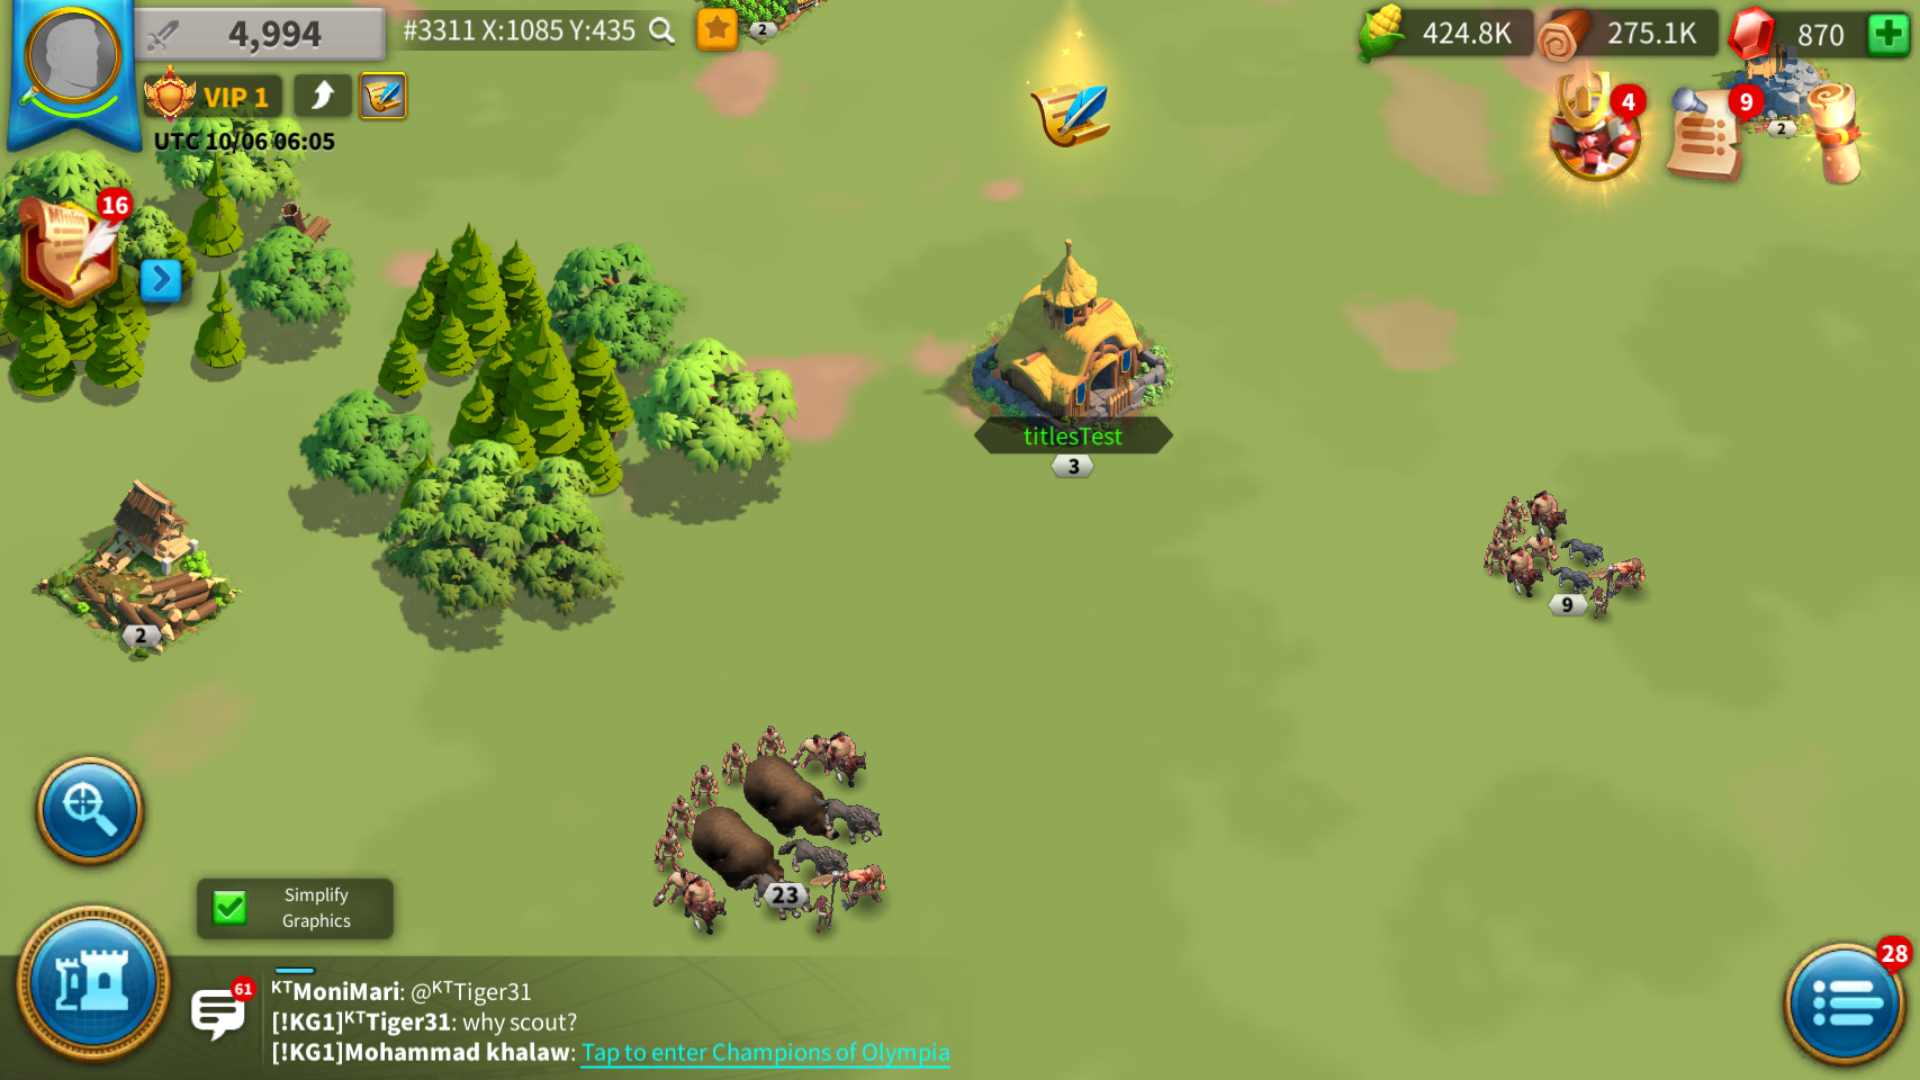 4,994
#3311 X:1085 Y:435
2
424.8K
275.1K
870
VIP 1
UTC 10/06 06:05
4
9
2
Mission
16
titlesTest
3
9
2
23
Simplify
Graphics
28
61
KTMoniMari: @KTTiger31
[!KG1]KTTiger31: why scout?
[!KG1]Mohammad khalaw: Tap to enter Champions of Olympia